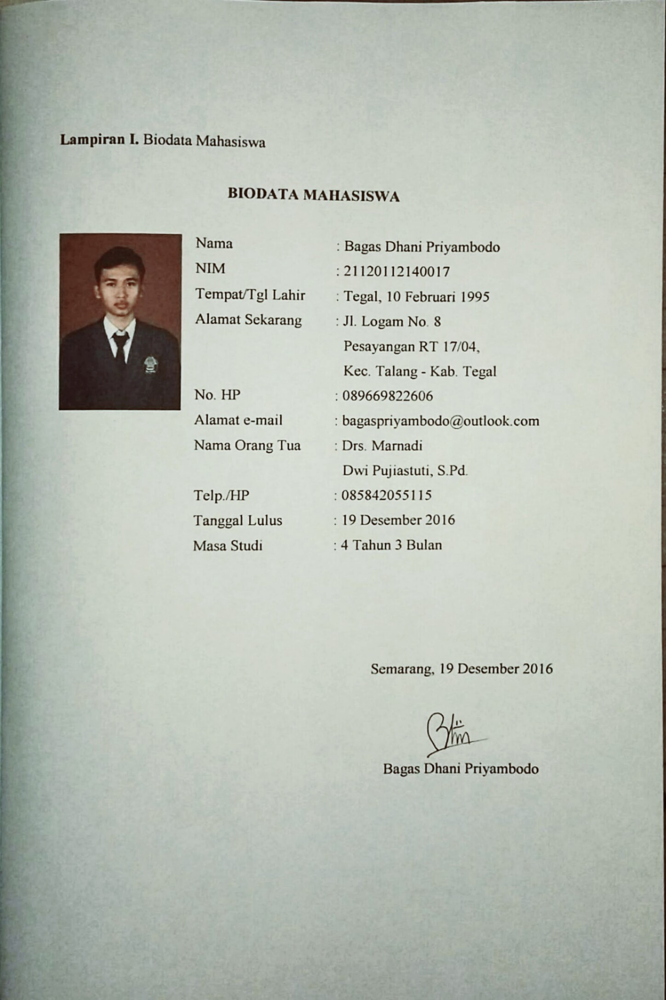 Lampiran I. Biodata Mahasiswa
BIODATA MAHASISWA
Nama : Bagas Dhani Priyambodo
NIM : 21120112140017
Tempat/Tgl Lahir : Tegal, 10 Februari 1995
Alamat Sekarang : Jl. Logam No. 8
Pesayangan RT 17/04,
Kec. Talang - Kab. Tegal
No. HP : 089669822606
Alamat e-mail : bagaspriyambodo@outlook.com
Nama Orang Tua : Drs. Marnadi
Dwi Pujiastuti, S.Pd.
Telp./HP : 085842055115
Tanggal Lulus : 19 Desember 2016
Masa Studi : 4 Tahun 3 Bulan
Semarang, 19 Desember 2016
Bagas Dhani Priyambodo